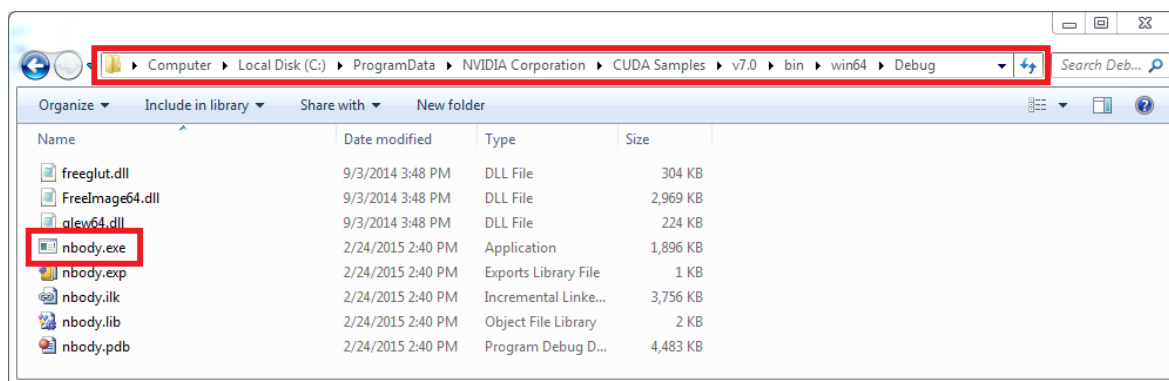 Computer Local Disk (C:) ProgramData NVIDIA Corporation CUDA Samples v7.0 bin win64 Debug Search Deb...
Organize Include in library Share with New folder
Name Date modified Type Size
freeglut.dll 9/3/2014 3:48 PM DLL File 304 KB
FreeImage64.dll 9/3/2014 3:48 PM DLL File 2,969 KB
glew64.dll 9/3/2014 3:48 PM DLL File 224 KB
nbody.exe 2/24/2015 2:40 PM Application 1,896 KB
nbody.exp 2/24/2015 2:40 PM Exports Library File 1 KB
nbody.ilk 2/24/2015 2:40 PM Incremental Linke... 3,756 KB
nbody.lib 2/24/2015 2:40 PM Object File Library 2 KB
nbody.pdb 2/24/2015 2:40 PM Program Debug D... 4,483 KB